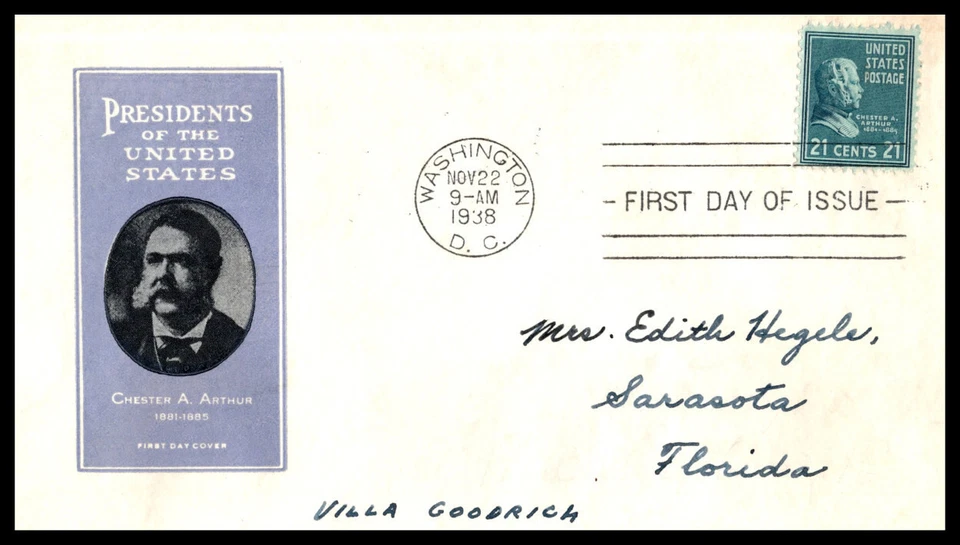 PRESIDENTS
OF THE
UNITED
STATES
CHESTER A. ARTHUR
1881-1885
FIRST DAY COVER
WASHINGTON
NOV 22
9-AM
1938
D. C.
UNITED
STATES
POSTAGE
CHESTER A.
ARTHUR
1881-1885
21 CENTS 21
FIRST DAY OF ISSUE
Mrs. Edith Hegele,
Sarasota
Florida
VILLA GOODRICH